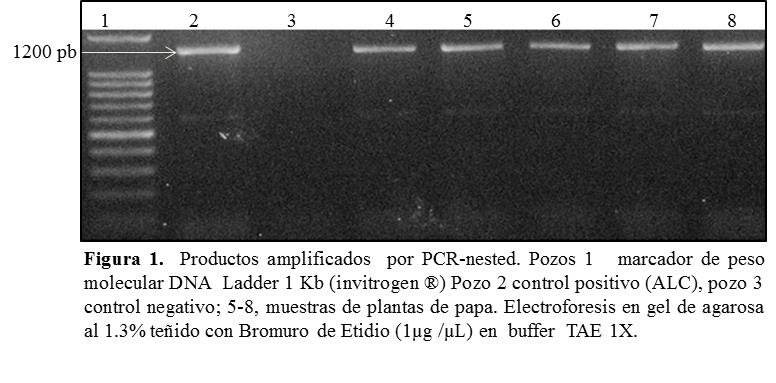 1 2 3 4 5 6 7 8
1200 pb
Figura 1. Productos amplificados por PCR-nested. Pozos 1 marcador de peso
molecular DNA Ladder 1 Kb (invitrogen ®) Pozo 2 control positivo (ALC), pozo 3
control negativo; 5-8, muestras de plantas de papa. Electroforesis en gel de agarosa
al 1.3% teñido con Bromuro de Etidio (1µg /µL) en buffer TAE 1X.